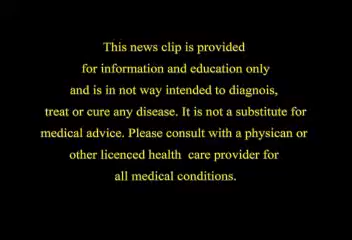 This news clip is provided
for information and education only
and is in not way intended to diagnois,
treat or cure any disease. It is not a substitute for
medical advice. Please consult with a physican or
other licenced health care provider for
all medical conditions.